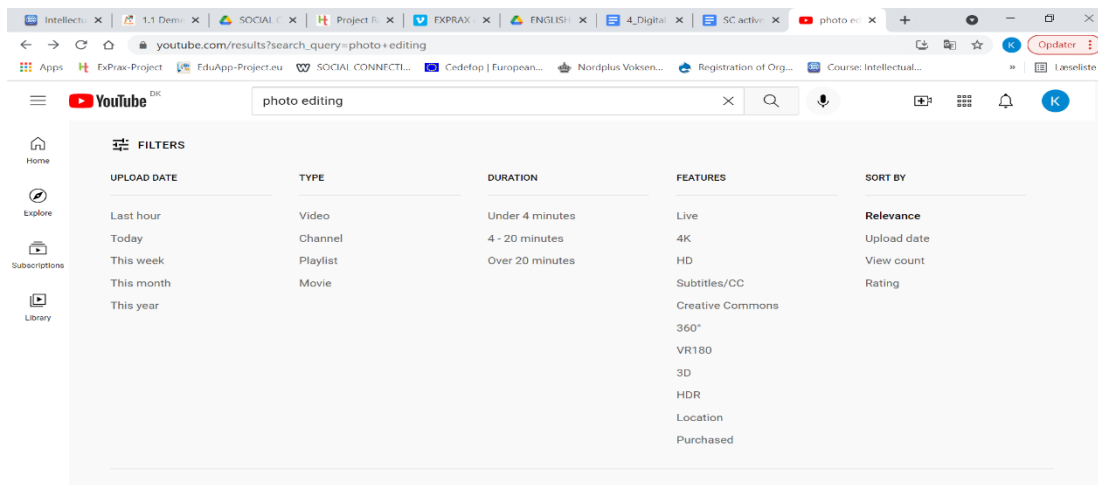 Intellectu 1.1 Deme SOCIAL C Project R EXPRAX ENGLISH 4_Digital SC active photo ed
youtube.com/results?search_query=photo+editing Opdater
Apps ExPrax-Project EduApp-Project.eu SOCIAL CONNECTI... Cedefop | European... Nordplus Voksen... Registration of Org... Course: Intellectual... » Læseliste
YouTube DK photo editing K
FILTERS
Home
UPLOAD DATE TYPE DURATION FEATURES SORT BY
Explore
Last hour Video Under 4 minutes Live Relevance
Today Channel 4 - 20 minutes 4K Upload date
This week Playlist Over 20 minutes HD View count
Subscriptions
This month Movie Subtitles/CC Rating
This year Creative Commons
Library
360°
VR180
3D
HDR
Location
Purchased